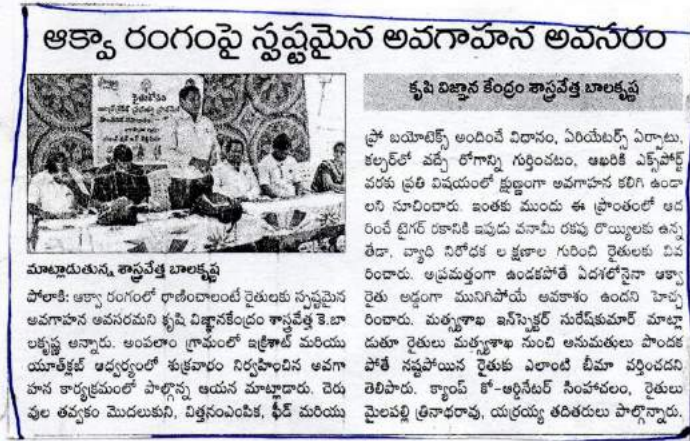 ఆక్వా రంగంపై స్పష్టమైన అవగాహన అవసరం
కృషి విజ్ఞాన కేంద్రం శాస్త్రవేత్త బాలకృష్ణ
మాట్లాడుతున్న శాస్త్రవేత్త బాలకృష్ణ
పోలాకి: ఆక్వా రంగంలో రాణించాలంటే రైతులకు స్పష్టమైన
అవగాహన అవసరమని కృషి విజ్ఞానకేంద్రం శాస్త్రవేత్త కె.బా
లకృష్ణ అన్నారు. అంపలాం గ్రామంలో ఇక్రిశాట్ మరియు
యూత్‌క్లబ్ ఆధ్వర్యంలో శుక్రవారం నిర్వహించిన అవగా
హన కార్యక్రమంలో పాల్గొన్న ఆయన మాట్లాడారు. చెరు
వుల తవ్వకం మొదలుకుని, విత్తనంఎంపిక, ఫీడ్ మరియు
ప్రో బయోటెక్స్ అందించే విధానం, ఏరియేటర్స్ ఏర్పాటు,
కల్చర్‌తో వచ్చే రోగాన్ని గుర్తించటం, ఆఖరికి ఎక్స్‌పోర్ట్
వరకు ప్రతి విషయంలో క్షుణ్ణంగా అవగాహన కలిగి ఉండా
లని సూచించారు. ఇంతకు ముందు ఈ ప్రాంతంలో ఆద
రించే టైగర్ రకానికి ఇపుడు వనామీ రకపు రొయ్యిలకు ఉన్న
తేడా, వ్యాధి నిరోధక ల క్షణాల గురించి రైతులకు వివ
రించారు. అప్రమత్తంగా ఉండకపోతే ఏదశలోనైనా ఆక్వా
రైతు అడ్డంగా మునిగిపోయే అవకాశం ఉందని హెచ్చ
రించారు. మత్స్యశాఖ ఇన్‌స్పెక్టర్ సురేష్‌కుమార్ మాట్లా
డుతూ రైతులు మత్స్యశాఖ నుంచి అనుమతులు పొందక
పోతే నష్టపోయిన రైతుకు ఎలాంటి బీమా వర్తించదని
తెలిపారు. క్యాంప్ కో-ఆర్డినేటర్ సింహాచలం, రైతులు
మైలపల్లి త్రినాథరావు, యర్రయ్య తదితరులు పాల్గొన్నారు.